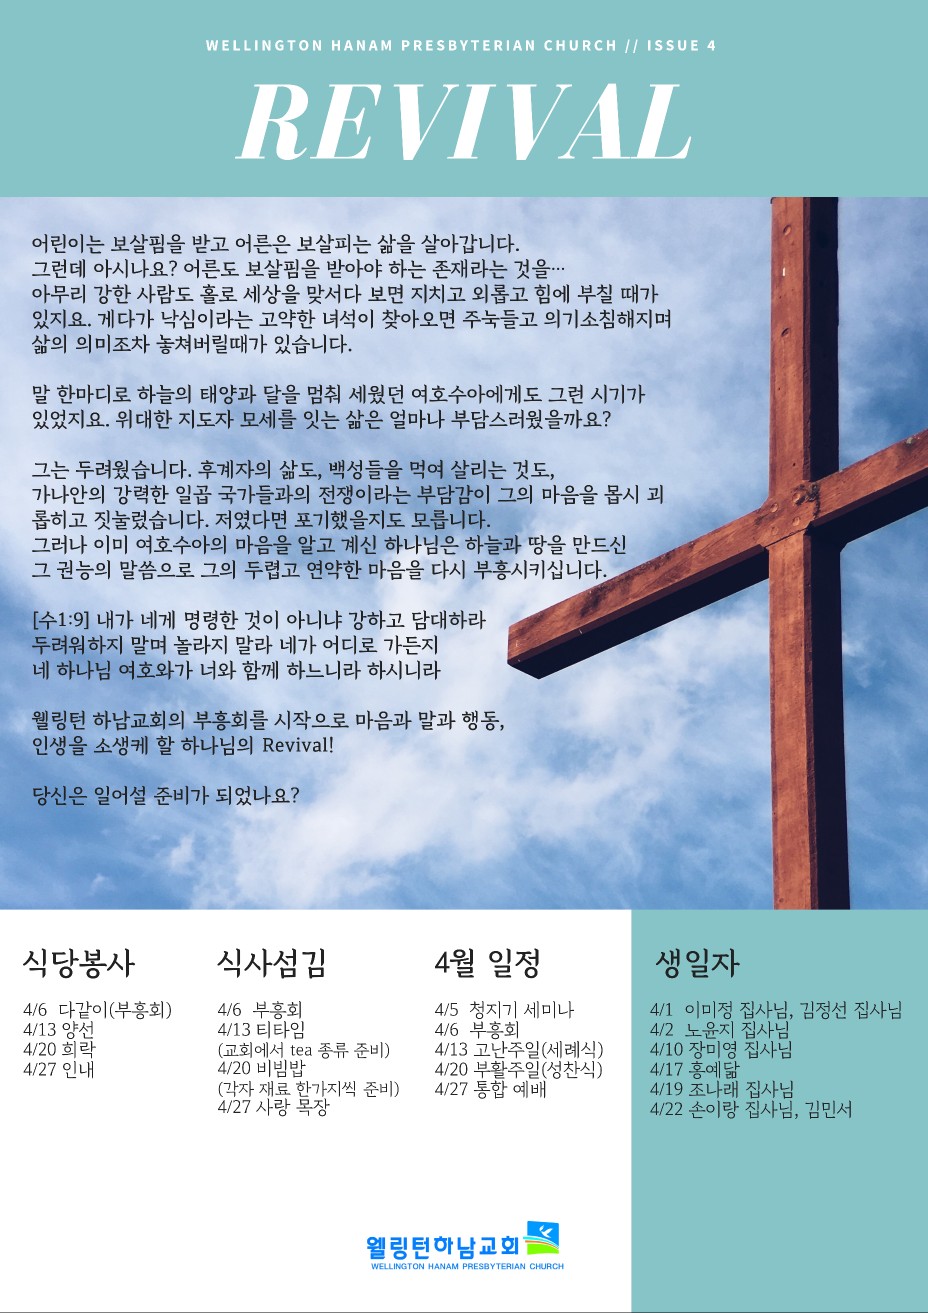 WELLINGTON HANAM PRESBYTERIAN CHURCH // ISSUE 4
REVIVAL
어린이는 보살핌을 받고 어른은 보살피는 삶을 살아갑니다.
그런데 아시나요? 어른도 보살핌을 받아야 하는 존재라는 것을…
아무리 강한 사람도 홀로 세상을 맞서다 보면 지치고 외롭고 힘에 부칠 때가
있지요. 게다가 낙심이라는 고약한 녀석이 찾아오면 주눅들고 의기소침해지며
삶의 의미조차 놓쳐버릴때가 있습니다.
말 한마디로 하늘의 태양과 달을 멈춰 세웠던 여호수아에게도 그런 시기가
있었지요. 위대한 지도자 모세를 잇는 삶은 얼마나 부담스러웠을까요?
그는 두려웠습니다. 후계자의 삶도, 백성들을 먹여 살리는 것도,
가나안의 강력한 일곱 국가들과의 전쟁이라는 부담감이 그의 마음을 몹시 괴
롭히고 짓눌렀습니다. 저였다면 포기했을지도 모릅니다.
그러나 이미 여호수아의 마음을 알고 계신 하나님은 하늘과 땅을 만드신
그 권능의 말씀으로 그의 두렵고 연약한 마음을 다시 부흥시키십니다.
[수1:9] 내가 네게 명령한 것이 아니냐 강하고 담대하라
두려워하지 말며 놀라지 말라 네가 어디로 가든지
네 하나님 여호와가 너와 함께 하느니라 하시니라
웰링턴 하남교회의 부흥회를 시작으로 마음과 말과 행동,
인생을 소생케 할 하나님의 Revival!
당신은 일어설 준비가 되었나요?
식당봉사
4/6 다같이(부흥회)
4/13 양선
4/20 희락
4/27 인내
식사섬김
4/6 부흥회
4/13 티타임
(교회에서 tea 종류 준비)
4/20 비빔밥
(각자 재료 한가지씩 준비)
4/27 사랑 목장
4월 일정
4/5 청지기 세미나
4/6 부흥회
4/13 고난주일(세례식)
4/20 부활주일(성찬식)
4/27 통합 예배
생일자
4/1 이미정 집사님, 김정선 집사님
4/2 노윤지 집사님
4/10 장미영 집사님
4/17 홍예닮
4/19 조나래 집사님
4/22 손이랑 집사님, 김민서
웰링턴하남교회
WELLINGTON HANAM PRESBYTERIAN CHURCH